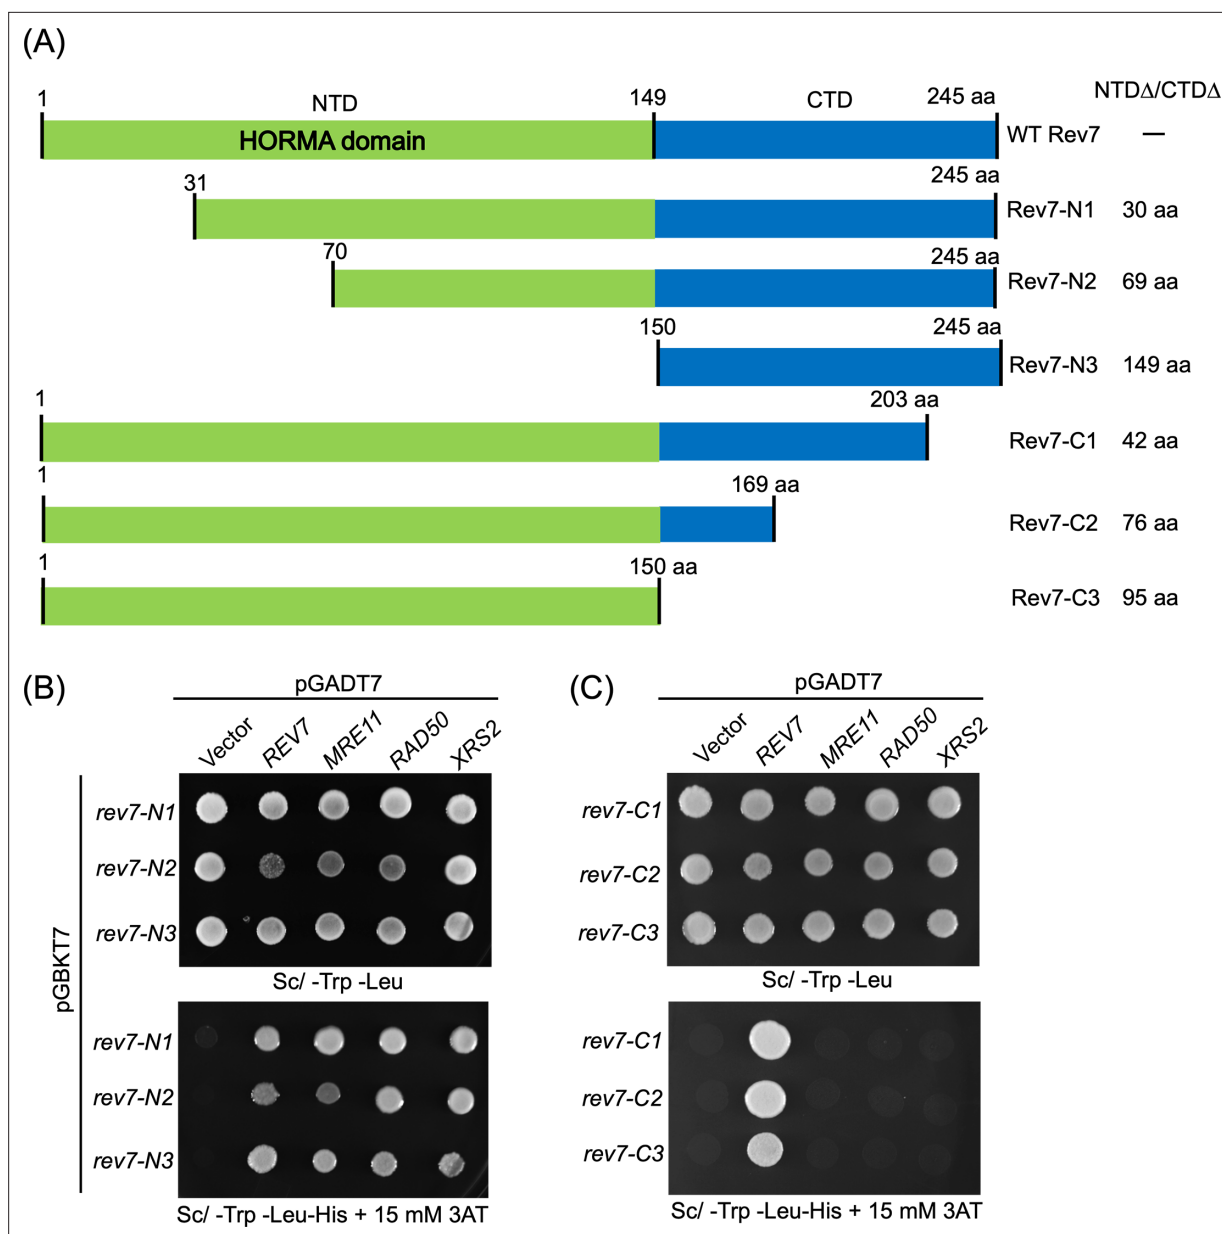 (A)
NTDΔ/CTDΔ
1 NTD 149 CTD 245 aa
HORMA domain WT Rev7 —
31 245 aa
Rev7-N1 30 aa
70 245 aa
Rev7-N2 69 aa
150 245 aa
Rev7-N3 149 aa
1 203 aa
Rev7-C1 42 aa
1 169 aa
Rev7-C2 76 aa
1 150 aa
Rev7-C3 95 aa
(B)
pGADT7
Vector REV7 MRE11 RAD50 XRS2
pGBKT7
rev7-N1
rev7-N2
rev7-N3
Sc/ -Trp -Leu
rev7-N1
rev7-N2
rev7-N3
Sc/ -Trp -Leu-His + 15 mM 3AT
(C)
pGADT7
Vector REV7 MRE11 RAD50 XRS2
rev7-C1
rev7-C2
rev7-C3
Sc/ -Trp -Leu
rev7-C1
rev7-C2
rev7-C3
Sc/ -Trp -Leu-His + 15 mM 3AT